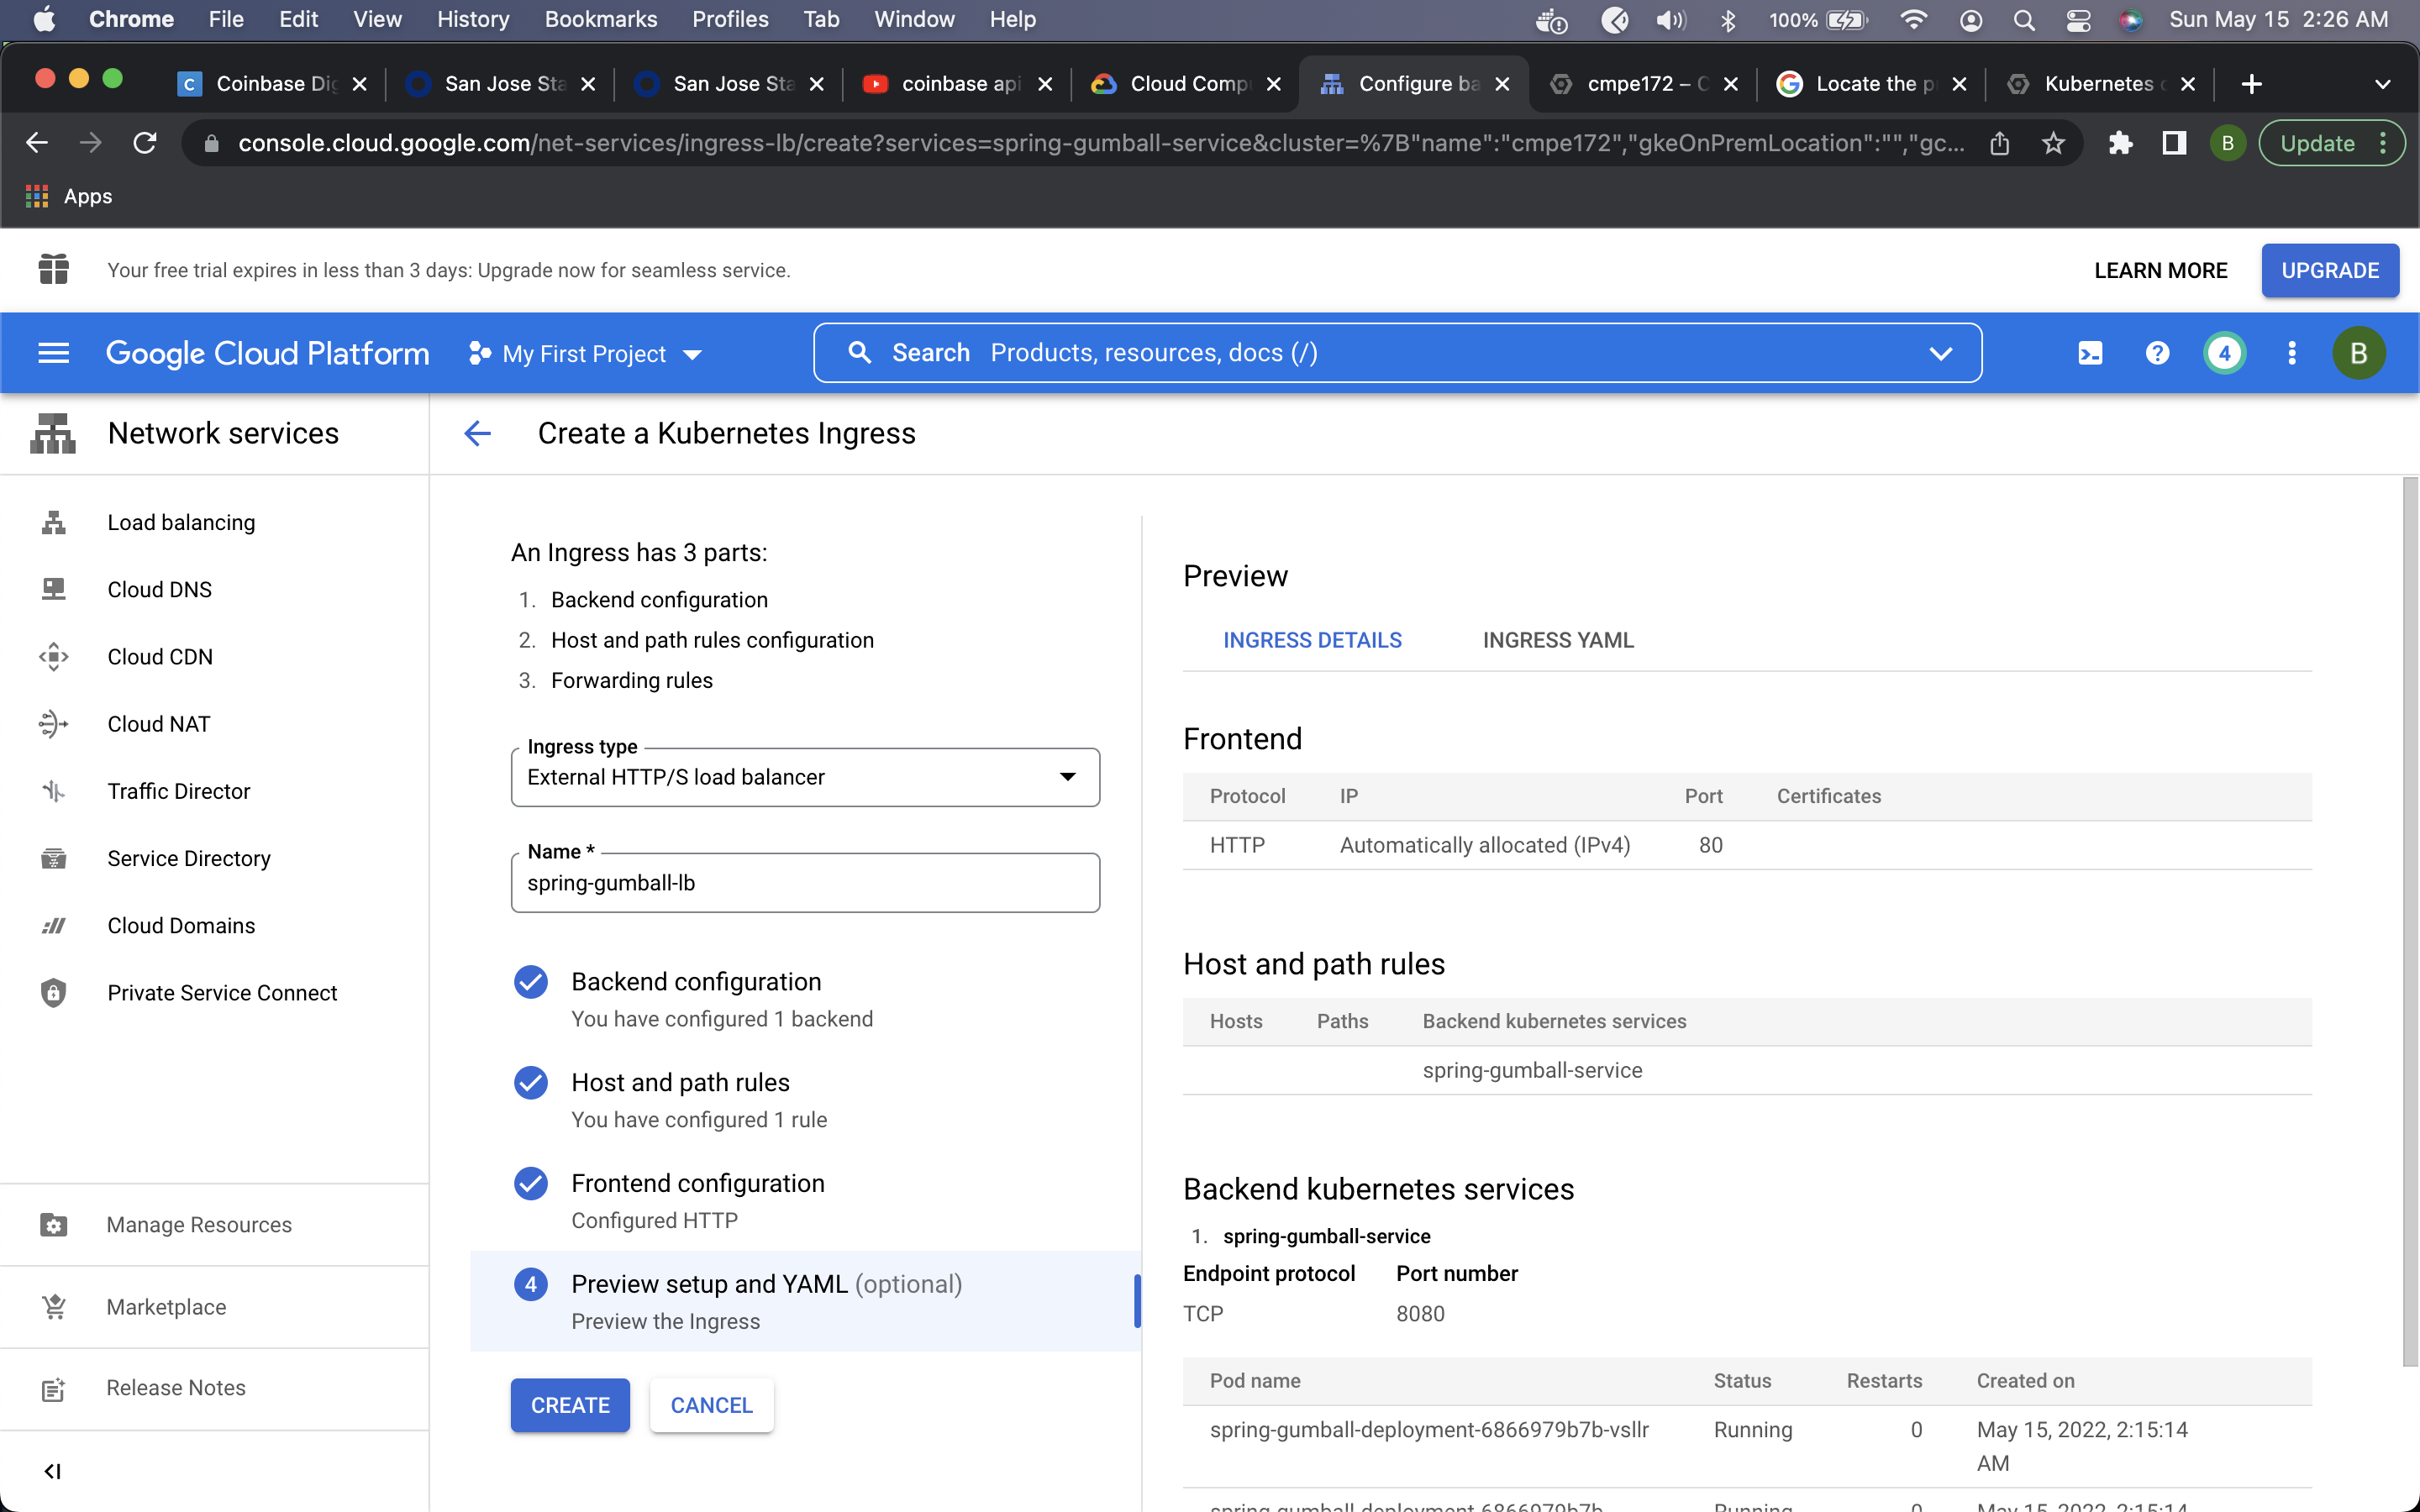 Chrome File Edit View History Bookmarks Profiles Tab Window Help 100% Sun May 15 2:26 AM
Coinbase Dig San Jose Sta San Jose Sta coinbase api Cloud Comp Configure ba cmpe172 – C Locate the p Kubernetes c
console.cloud.google.com/net-services/ingress-lb/create?services=spring-gumball-service&cluster=%7B"name":"cmpe172","gkeOnPremLocation":"","gc... B Update
Apps
Your free trial expires in less than 3 days: Upgrade now for seamless service. LEARN MORE UPGRADE
Google Cloud Platform My First Project Search Products, resources, docs (/) 4 B
Network services
Load balancing
Cloud DNS
Cloud CDN
Cloud NAT
Traffic Director
Service Directory
Cloud Domains
Private Service Connect
Manage Resources
Marketplace
Release Notes
Create a Kubernetes Ingress
An Ingress has 3 parts:
1. Backend configuration
2. Host and path rules configuration
3. Forwarding rules
Ingress type
External HTTP/S load balancer
Name *
spring-gumball-lb
Backend configuration
You have configured 1 backend
Host and path rules
You have configured 1 rule
Frontend configuration
Configured HTTP
4 Preview setup and YAML (optional)
Preview the Ingress
CREATE CANCEL
Preview
INGRESS DETAILS INGRESS YAML
Frontend
Protocol IP Port Certificates
HTTP Automatically allocated (IPv4) 80
Host and path rules
Hosts Paths Backend kubernetes services
spring-gumball-service
Backend kubernetes services
1. spring-gumball-service
Endpoint protocol Port number
TCP 8080
Pod name Status Restarts Created on
spring-gumball-deployment-6866979b7b-vsllr Running 0 May 15, 2022, 2:15:14
AM
spring-gumball-deployment-6866979b7b- Running 0 May 15, 2022, 2:15:14